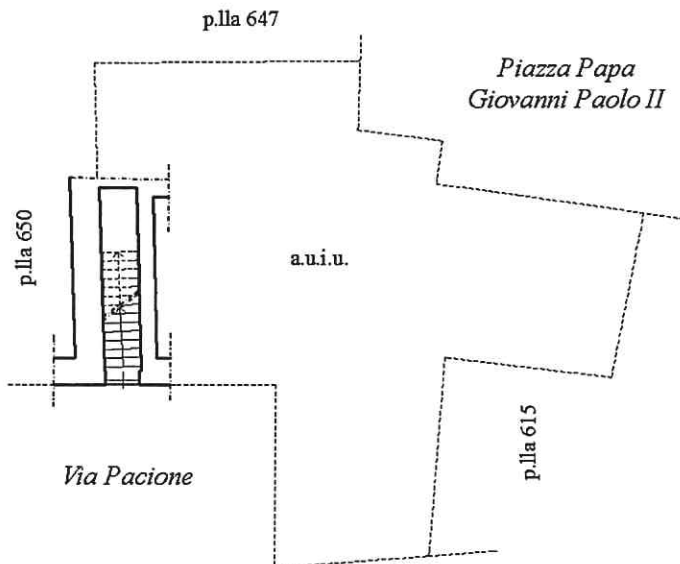 p.lla 647
Piazza Papa
Giovanni Paolo II
p.lla 650
a.u.i.u.
p.lla 615
Via Pacione